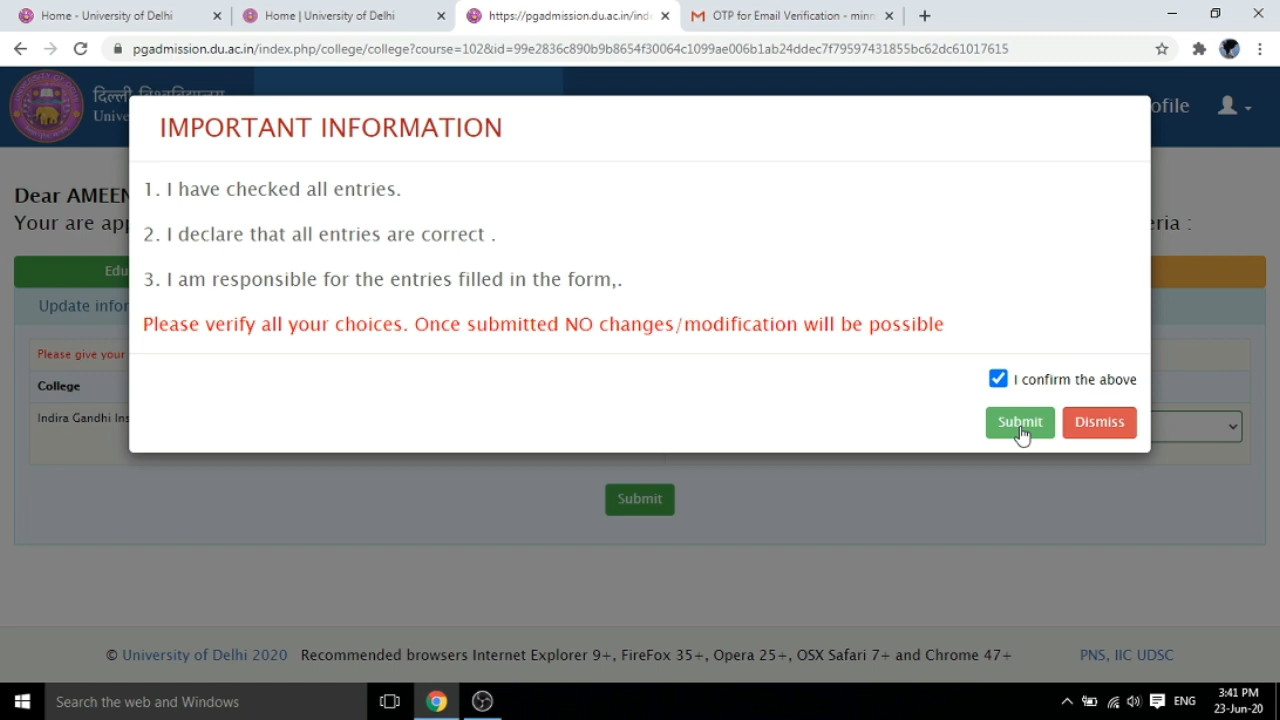 Home - University of Delhi
Home | University of Delhi
https://pgadmission.du.ac.in/ind
OTP for Email Verification - minn
pgadmission.du.ac.in/index.php/college/college?course=102&id=99e2836c890b9b8654f30064c1099ae006b1ab24ddec7f79597431855bc62dc61017615
दिल्ली विश्वविद्यालय
Unive
ofile
IMPORTANT INFORMATION
1. I have checked all entries.
Dear AMEEN
Your are app
eria :
2. I declare that all entries are correct .
Edu
3. I am responsible for the entries filled in the form,.
Update infor
Please verify all your choices. Once submitted NO changes/modification will be possible
Please give your
College
I confirm the above
Indira Gandhi Ins
Submit Dismiss
Submit
© University of Delhi 2020 Recommended browsers Internet Explorer 9+, FireFox 35+, Opera 25+, OSX Safari 7+ and Chrome 47+ PNS, IIC UDSC
Search the web and Windows
ENG
3:41 PM
23-Jun-20